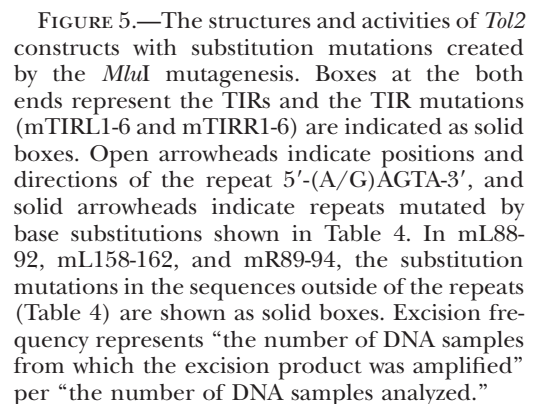 FIGURE 5.—The structures and activities of Tol2
constructs with substitution mutations created
by the MluI mutagenesis. Boxes at the both
ends represent the TIRs and the TIR mutations
(mTIRL1-6 and mTIRR1-6) are indicated as solid
boxes. Open arrowheads indicate positions and
directions of the repeat 5′-(A/G)AGTA-3′, and
solid arrowheads indicate repeats mutated by
base substitutions shown in Table 4. In mL88-
92, mL158-162, and mR89-94, the substitution
mutations in the sequences outside of the repeats
(Table 4) are shown as solid boxes. Excision fre-
quency represents “the number of DNA samples
from which the excision product was amplified”
per “the number of DNA samples analyzed.”